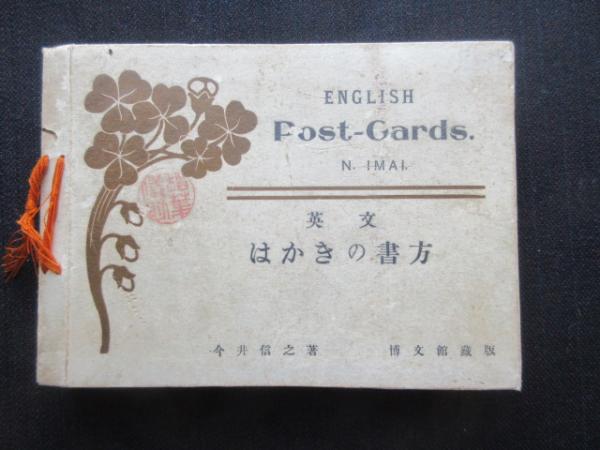 ENGLISH
Post-Cards.
N. IMAI.
英文
はかきの書方
今井信之著
博文館藏版